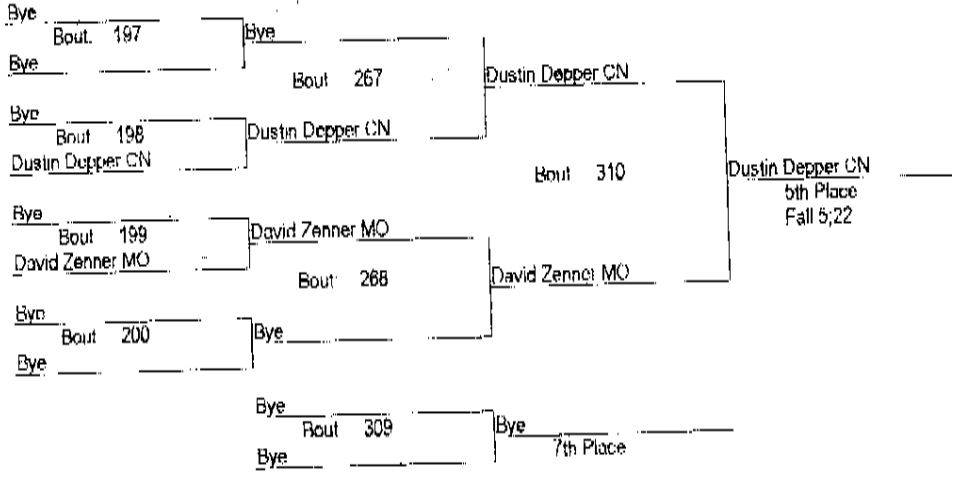 Bye
Bout 197
Bye
Bye
Bout 267
Dustin Depper CN
Bye
Bout 198
Dustin Depper CN
Dustin Depper CN
Bout 310
Dustin Depper CN
5th Place
Fall 5;22
Bye
Bout 199
David Zenner MO
David Zenner MO
Bout 268
David Zenner MO
Bye
Bout 200
Bye
Bye
Bye
Bout 309
Bye
Bye
7th Place